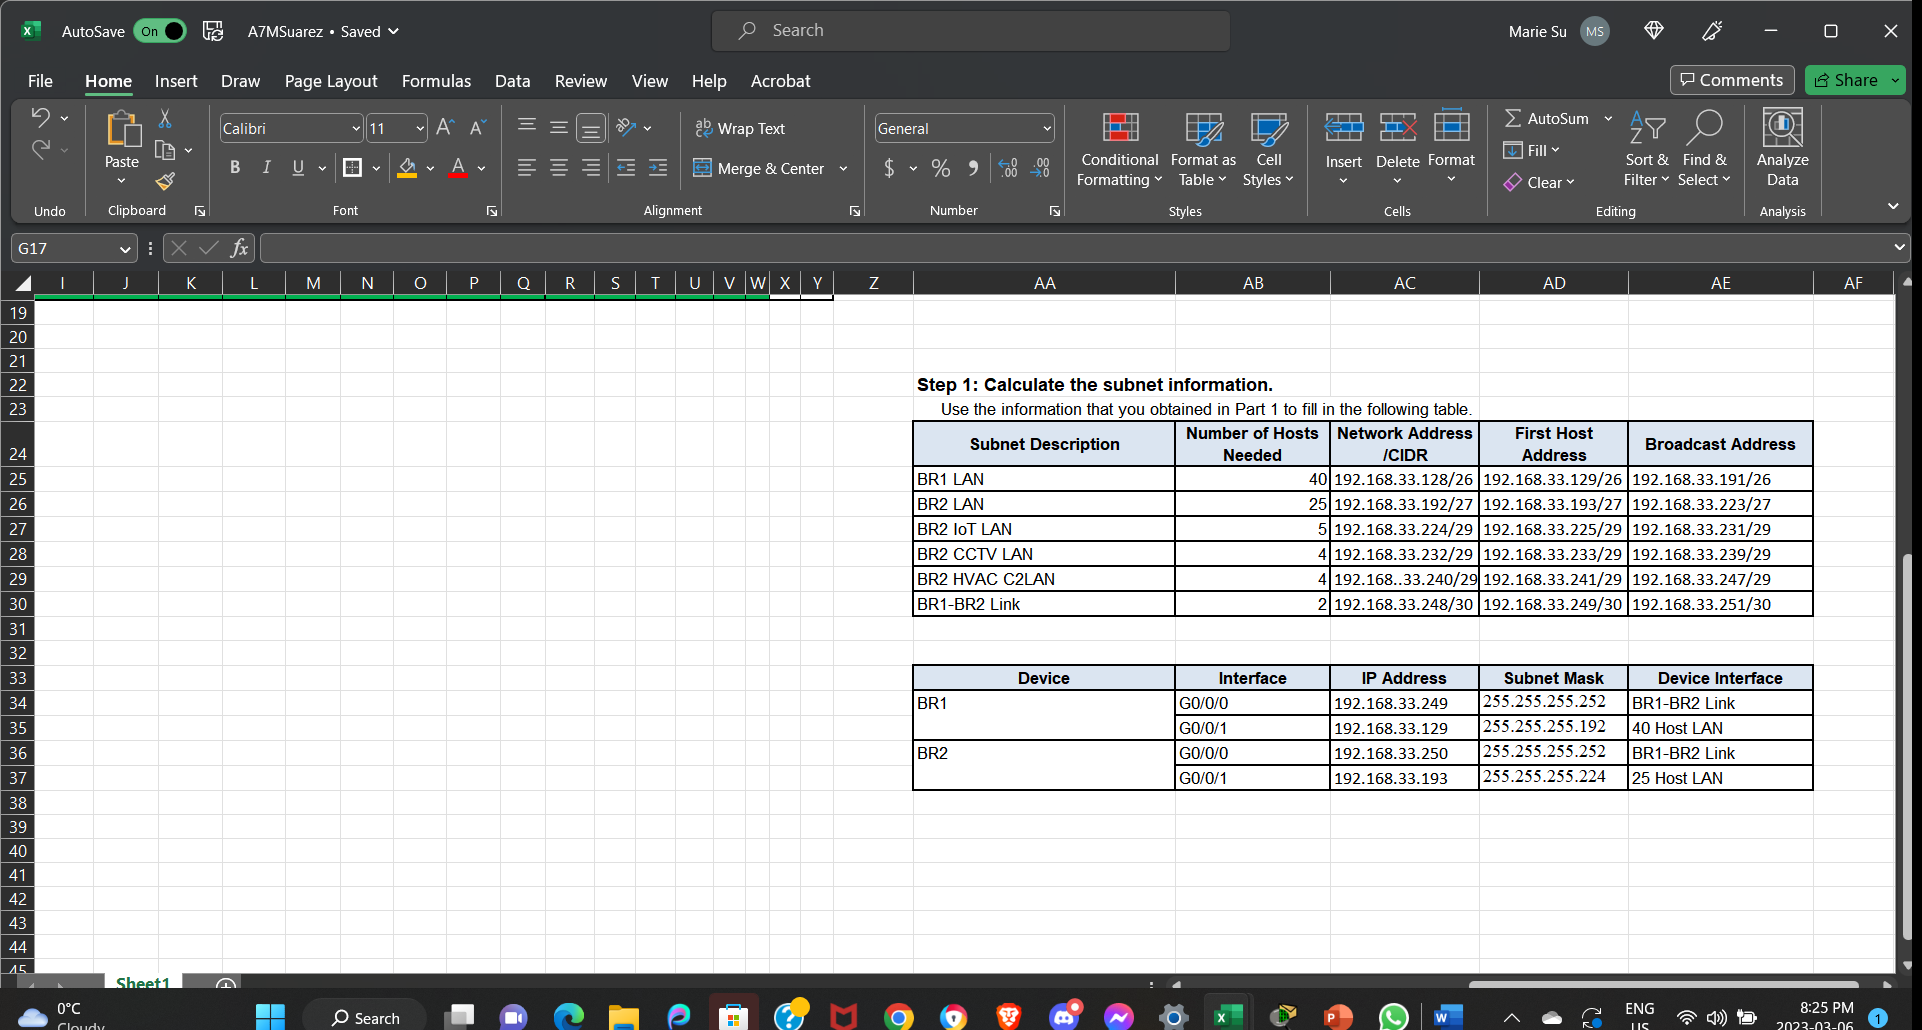 AutoSave On A7MSuarez • Saved Search Marie Su MS
File Home Insert Draw Page Layout Formulas Data Review View Help Acrobat Comments Share
Paste
Undo
Clipboard
Calibri 11
B I U A
Font
ab Wrap Text
Merge & Center
Alignment
General
$ % 9 .00 .00
Number
Conditional Formatting
Format as Table
Cell Styles
Styles
Insert Delete Format
Cells
AutoSum
Fill
Clear
Sort & Filter
Find & Select
Editing
Analyze Data
Analysis
G17 fx
I J K L M N O P Q R S T U V W X Y Z AA AB AC AD AE AF
19
20
21
22 Step 1: Calculate the subnet information.
23 Use the information that you obtained in Part 1 to fill in the following table.
24 Subnet Description Number of Hosts Needed Network Address /CIDR First Host Address Broadcast Address
25 BR1 LAN 40 192.168.33.128/26 192.168.33.129/26 192.168.33.191/26
26 BR2 LAN 25 192.168.33.192/27 192.168.33.193/27 192.168.33.223/27
27 BR2 IoT LAN 5 192.168.33.224/29 192.168.33.225/29 192.168.33.231/29
28 BR2 CCTV LAN 4 192.168.33.232/29 192.168.33.233/29 192.168.33.239/29
29 BR2 HVAC C2LAN 4 192.168..33.240/29 192.168.33.241/29 192.168.33.247/29
30 BR1-BR2 Link 2 192.168.33.248/30 192.168.33.249/30 192.168.33.251/30
31
32
33 Device Interface IP Address Subnet Mask Device Interface
34 BR1 G0/0/0 192.168.33.249 255.255.255.252 BR1-BR2 Link
35 G0/0/1 192.168.33.129 255.255.255.192 40 Host LAN
36 BR2 G0/0/0 192.168.33.250 255.255.255.252 BR1-BR2 Link
37 G0/0/1 192.168.33.193 255.255.255.224 25 Host LAN
38
39
40
41
42
43
44
45
Sheet1
0°C
Cloudy
Search
ENG
US
8:25 PM
2023-03-06
1